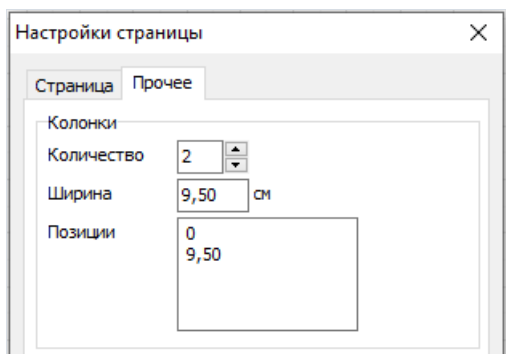 Настройки страницы
Страница Прочее
Колонки
Количество 2
Ширина 9,50 см
Позиции 0
9,50